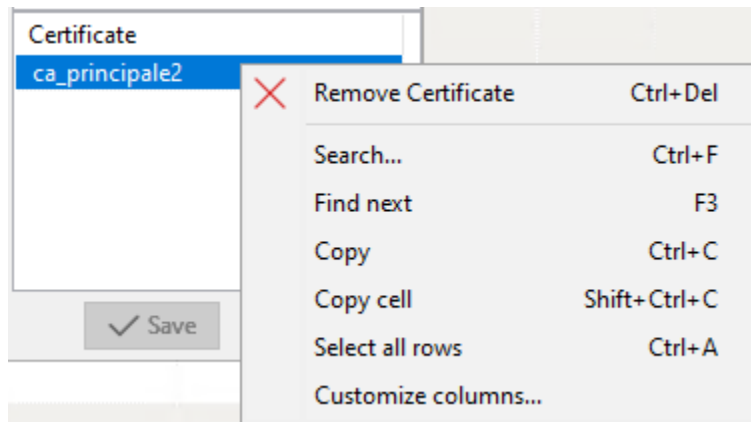 Certificate
ca_principale2
Remove Certificate Ctrl+Del
Search... Ctrl+F
Find next F3
Copy Ctrl+C
Copy cell Shift+Ctrl+C
Save
Select all rows Ctrl+A
Customize columns...